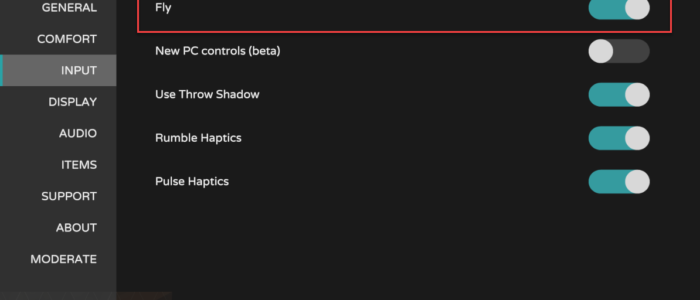 GENERAL
COMFORT
INPUT
DISPLAY
AUDIO
ITEMS
SUPPORT
ABOUT
MODERATE
Fly
New PC controls (beta)
Use Throw Shadow
Rumble Haptics
Pulse Haptics